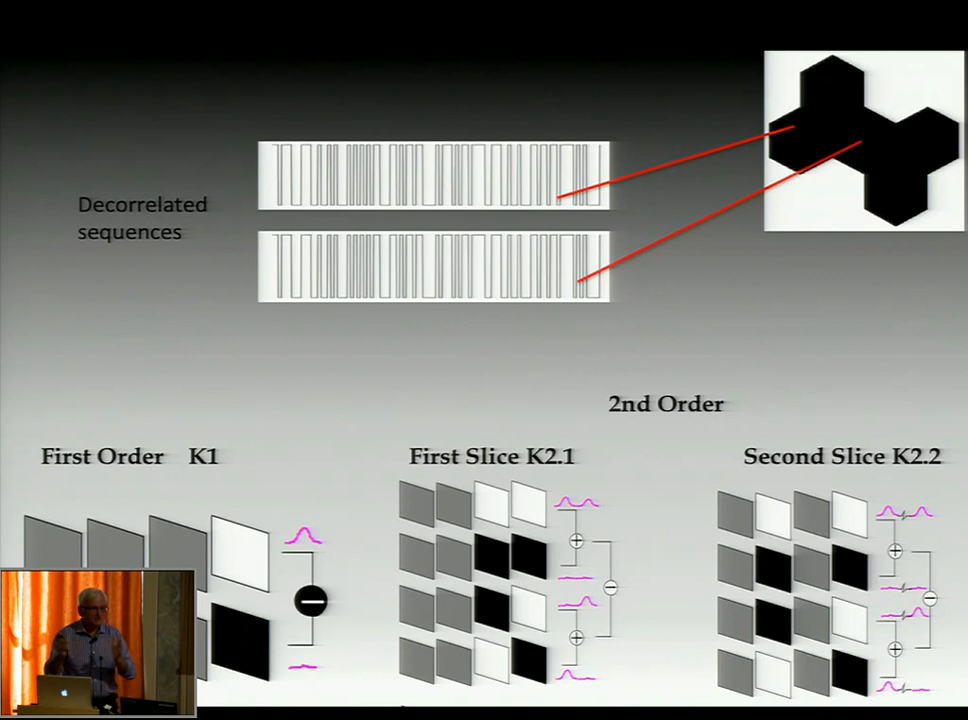 Decorrelated
sequences
2nd Order
First Order K1
First Slice K2.1
Second Slice K2.2